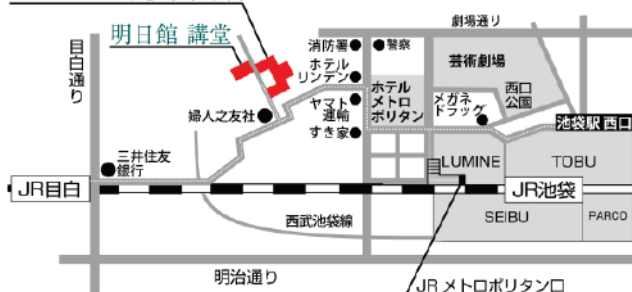 劇場通り
目白通り
明日館 講堂
消防署
警察
ホテル
リンデン
芸術劇場
ホテル
メトロ
ポリタン
西口
公園
ヤマト
運輸
メガネ
ドラッグ
婦人之友社
すき家
池袋駅 西口
三井住友
銀行
LUMINE
TOBU
JR目白
JR池袋
西武池袋線
SEIBU
PARCO
明治通り
JR メトロポリタン口